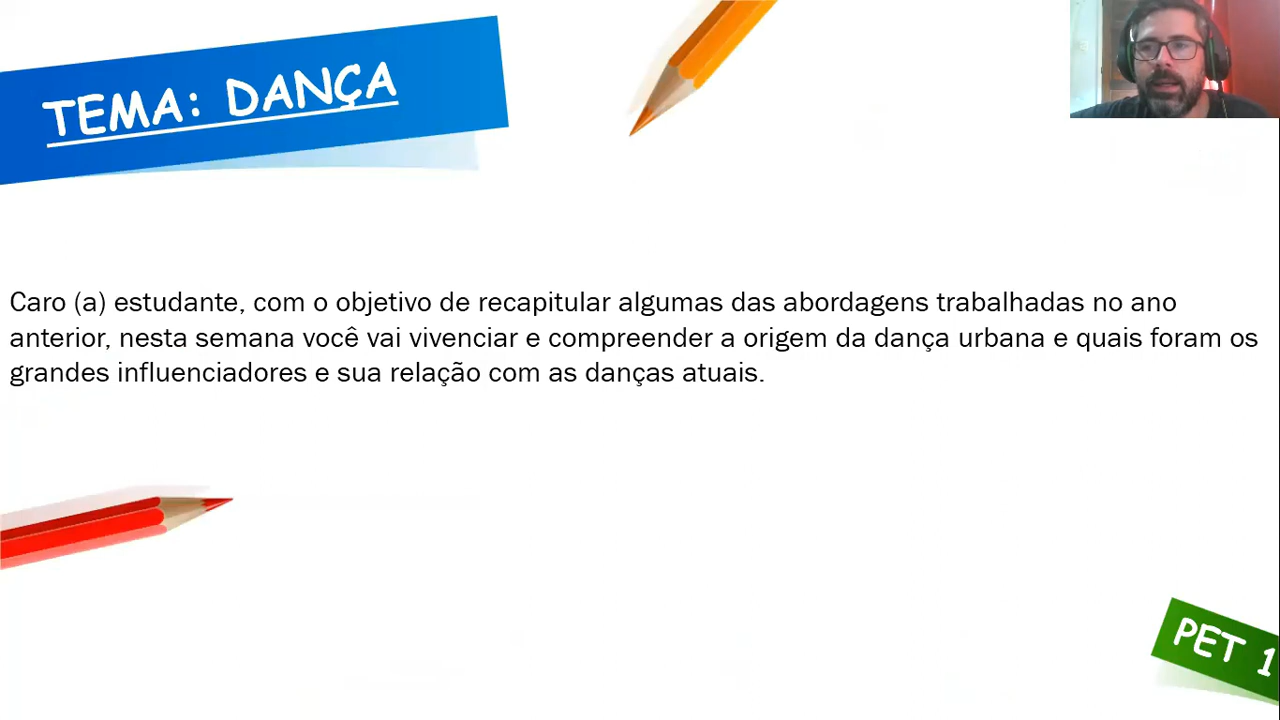 TEMA: DANÇA
Caro (a) estudante, com o objetivo de recapitular algumas das abordagens trabalhadas no ano
anterior, nesta semana você vai vivenciar e compreender a origem da dança urbana e quais foram os
grandes influenciadores e sua relação com as danças atuais.
PET 1